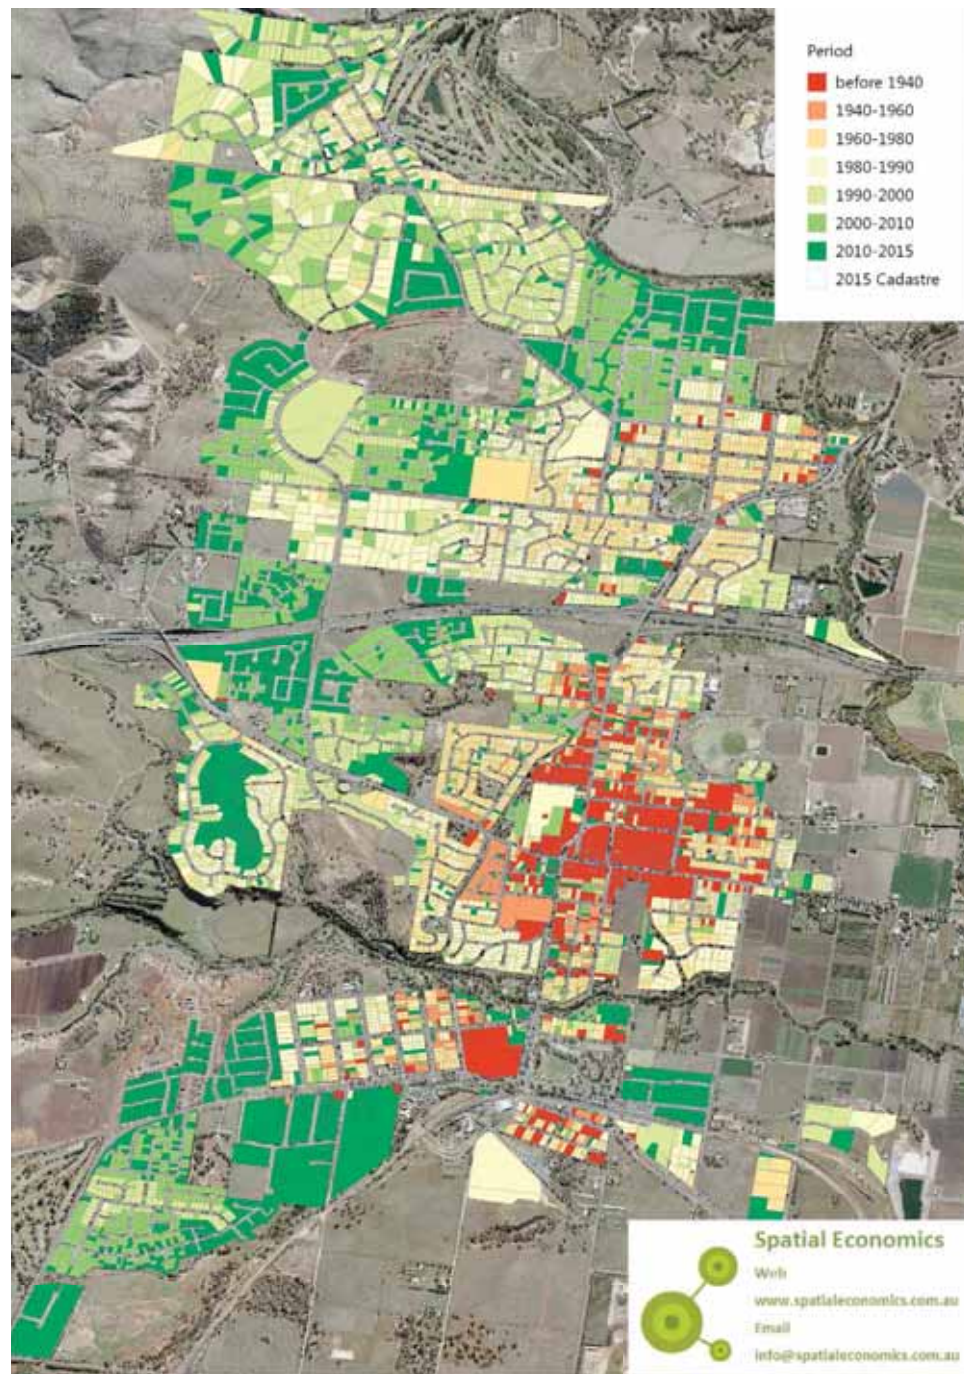 Period
before 1940
1940-1960
1960-1980
1980-1990
1990-2000
2000-2010
2010-2015
2015 Cadastre
Spatial Economics
Web
www.spatialeconomics.com.au
Email
info@spatialeconomics.com.au